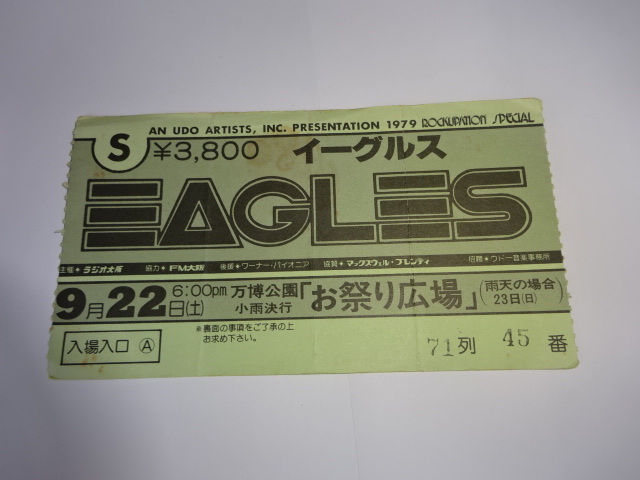 AN UDO ARTISTS, INC. PRESENTATION 1979 ROCKUPATION SPECIAL
S ¥3,800 イーグルス
EAGLES
主催●ラジオ大阪 協力●FM大阪 後援●ワーナー・パイオニア 協賛●マックスウェル・プレンティ 招聘●ウドー音楽事務所
9月22日(土) 6:00pm 万博公園「お祭り広場」(雨天の場合)
小雨決行 23日(日)
※裏面の事項をご了承の上
お求め下さい。
入場入口 Ⓐ
71列 45番